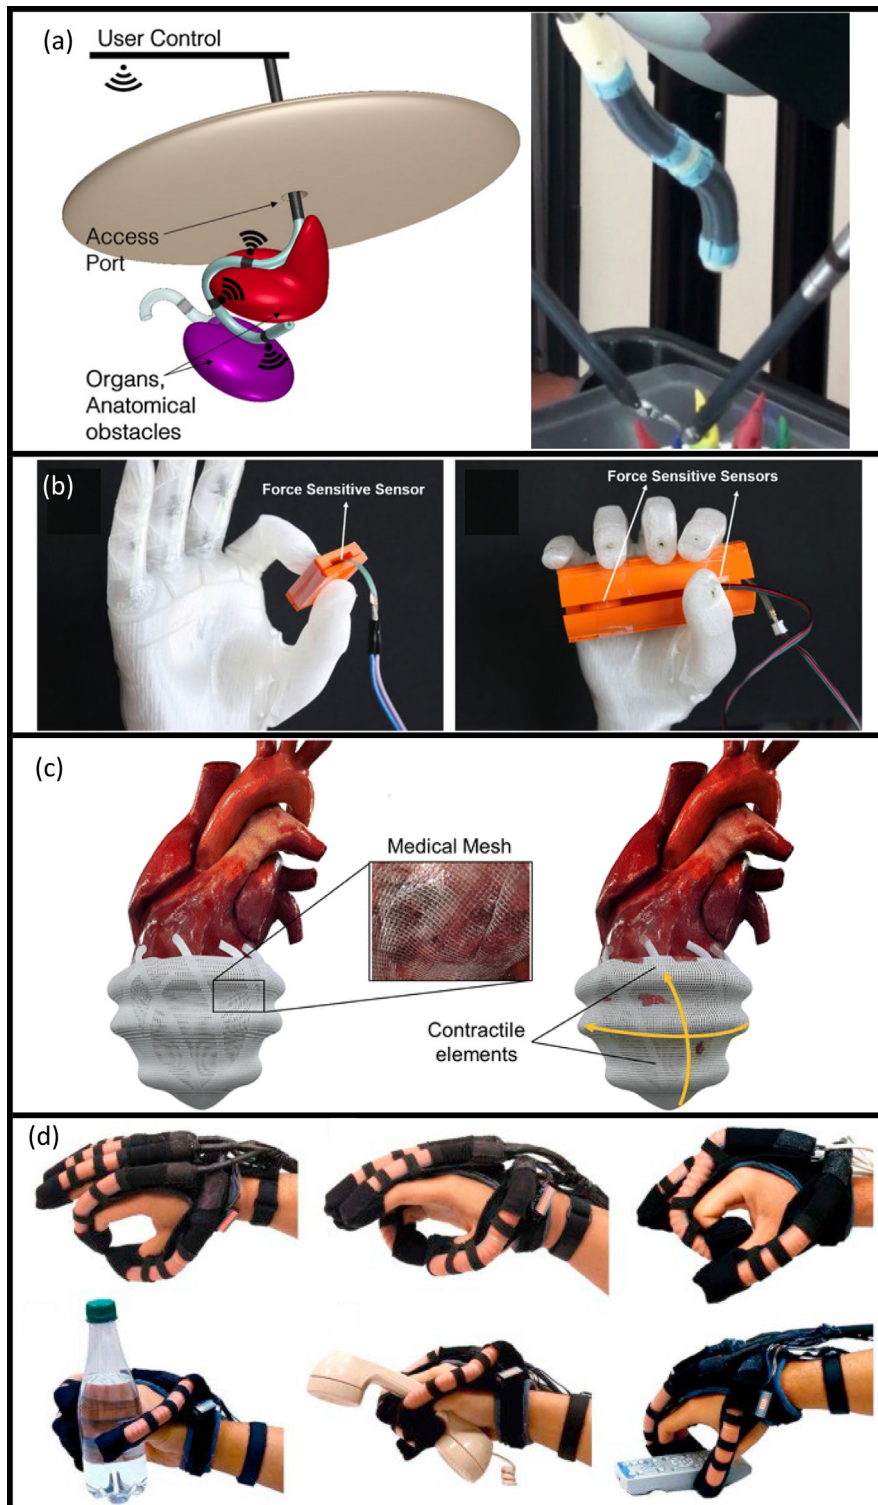 (a)
User Control
Access
Port
Organs,
Anatomical
obstacles
(b)
Force Sensitive Sensor
Force Sensitive Sensors
(c)
Medical Mesh
Contractile
elements
(d)